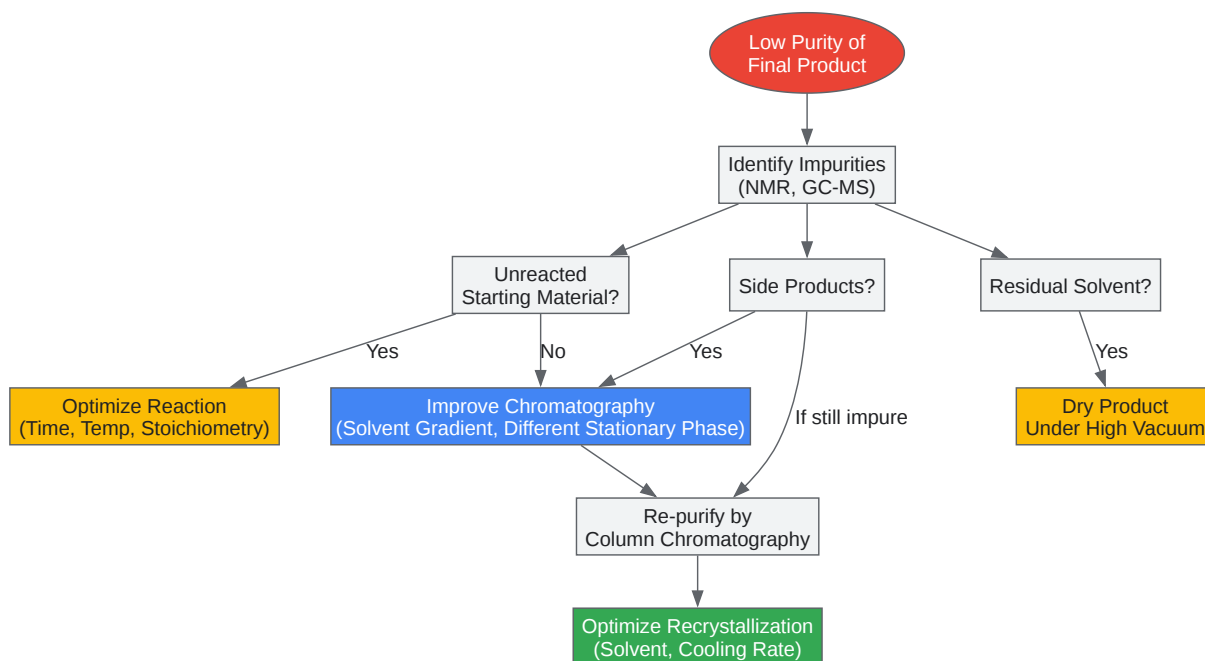 Low Purity of
Final Product
Identify Impurities
(NMR, GC-MS)
Unreacted
Starting Material?
Side Products?
Residual Solvent?
Yes
No
Yes
Yes
Optimize Reaction
(Time, Temp, Stoichiometry)
Improve Chromatography
(Solvent Gradient, Different Stationary Phase)
If still impure
Dry Product
Under High Vacuum
Re-purify by
Column Chromatography
Optimize Recrystallization
(Solvent, Cooling Rate)